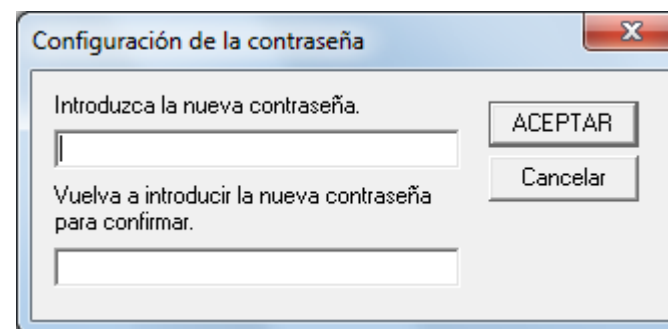 Configuración de la contraseña
Introduzca la nueva contraseña.
ACEPTAR
Cancelar
Vuelva a introducir la nueva contraseña
para confirmar.